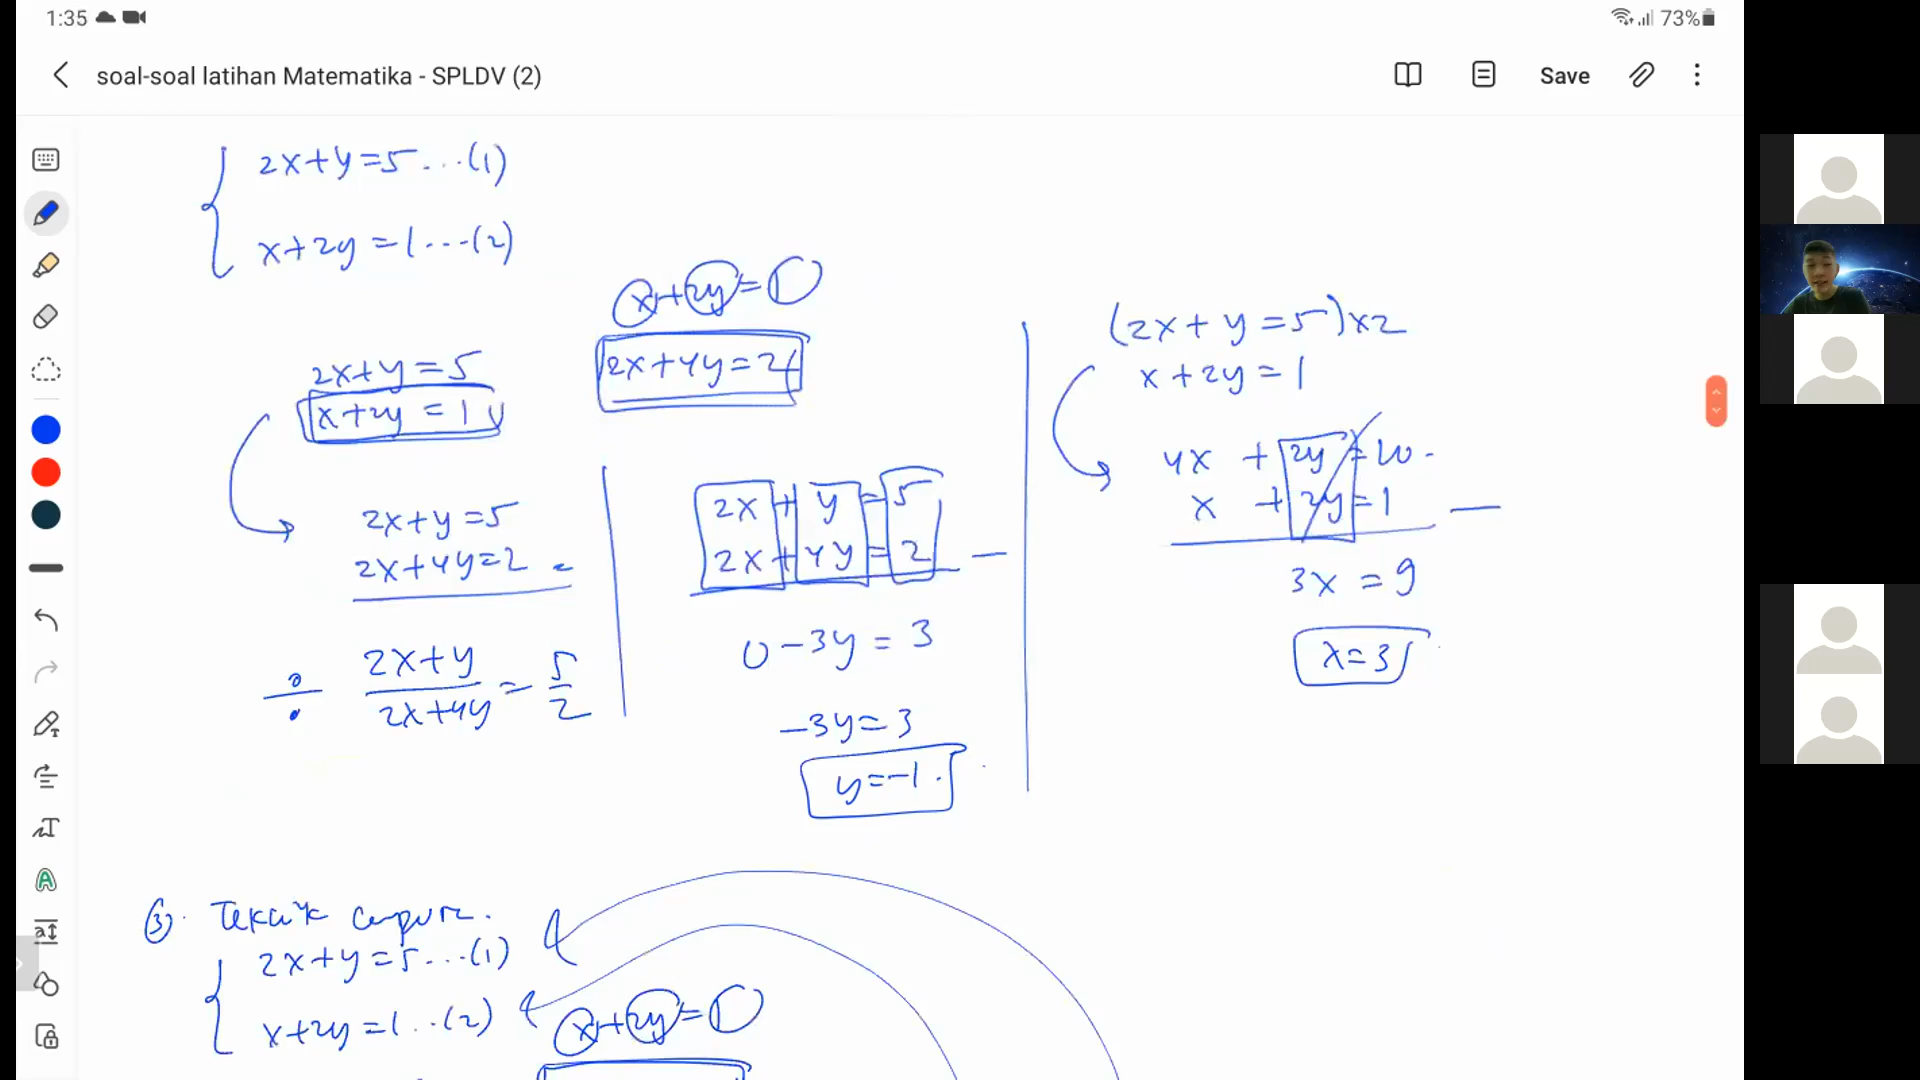 1:35
73%
soal-soal latihan Matematika - SPLDV (2)
Save
2x+y=5...(1)
x+2y=1...(2)
x+2y=1
2x+4y=2
2x+y=5
x+2y=1
2x+y=5
2x+4y=2
÷ 2x+y/2x+4y = 5/2
2x+y=5
2x+4y=2 —
0-3y=3
-3y=3
y=-1.
(2x+y=5)x2
x+2y=1
4x+2y=10
x+2y=1 —
3x=9
x=3
③. Teknik
2x+y=5...(1)
x+2y=1...(2)
x+2y=1